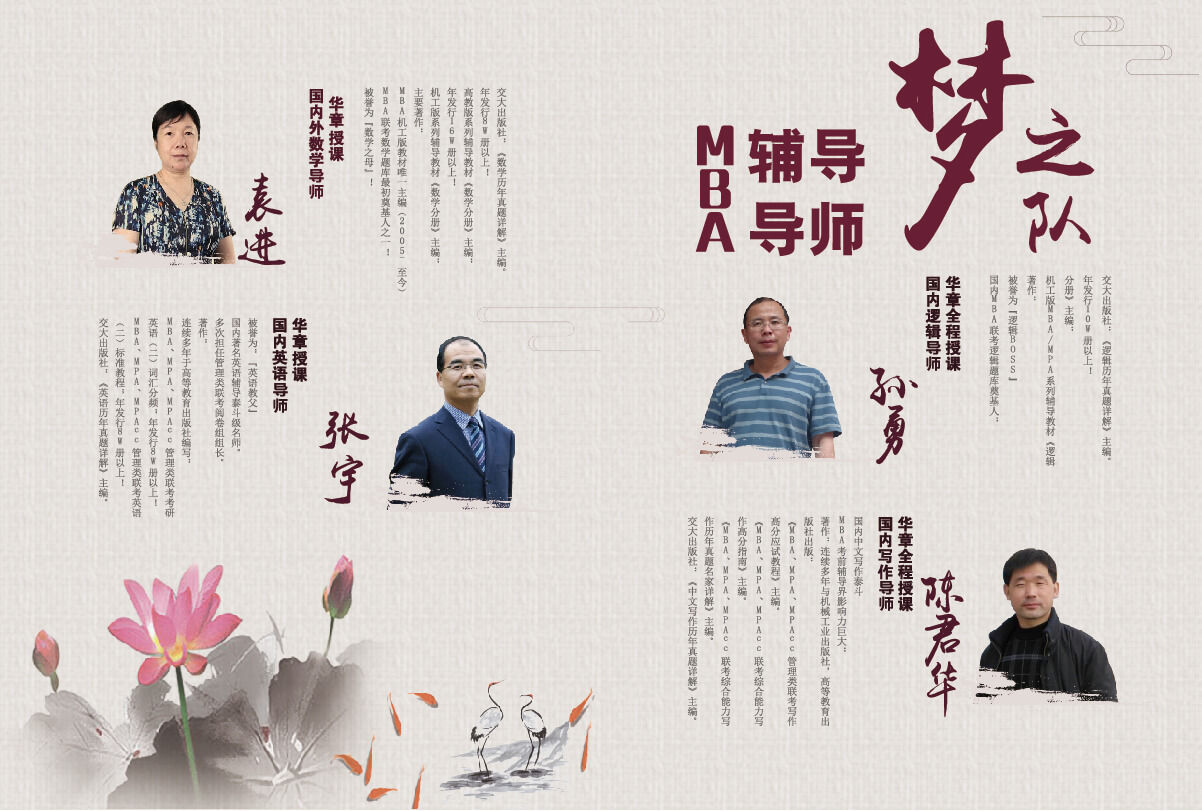 梦之队
MBA
辅导
导师
华章全程授课
国内逻辑导师
孙勇
交大出版社：《逻辑历年真题详解》主编。
年发行10W册以上！
分册》主编；
机工版MBA/MPA系列辅导教材《逻辑
著作：
被誉为『逻辑BOSS』
国内MBA联考逻辑题库奠基人；
华章全程授课
国内写作导师
陈君华
国内中文写作泰斗
MBA考前辅导界影响力巨大；
著作：连续多年与机械工业出版社，高等教育出
版社出版：
《MBA、MPA、MPAcc管理类联考写作
高分应试教程》主编。
《MBA、MPA、MPAcc联考综合能力写
作高分指南》主编。
《MBA、MPA、MPAcc联考综合能力写
作历年真题名家详解》主编。
交大出版社：《中文写作历年真题详解》主编。
华章授课
国内外数学导师
袁进
交大出版社：《数学历年真题详解》主编。
年发行8W册以上！
高教版系列辅导教材《数学分册》主编；
年发行16W册以上！
机工版系列辅导教材《数学分册》主编；
主要著作：
MBA机工版教材唯一主编（2005－至今）
MBA联考数学题库最初奠基人之一！
被誉为『数学之母』！
华章授课
国内英语导师
张宇
被誉为，『英语教父』
国内著名英语辅导泰斗级名师。
多次担任管理类联考阅卷组组长。
著作：
连续多年于高等教育出版社编写：
MBA、MPA、MPAcc管理类联考考研
英语（二）词汇分频；年发行8W册以上！
MBA、MPA、MPAcc管理类联考英语
（二）标准教程；年发行8W册以上！
交大出版社，《英语历年真题详解》主编。